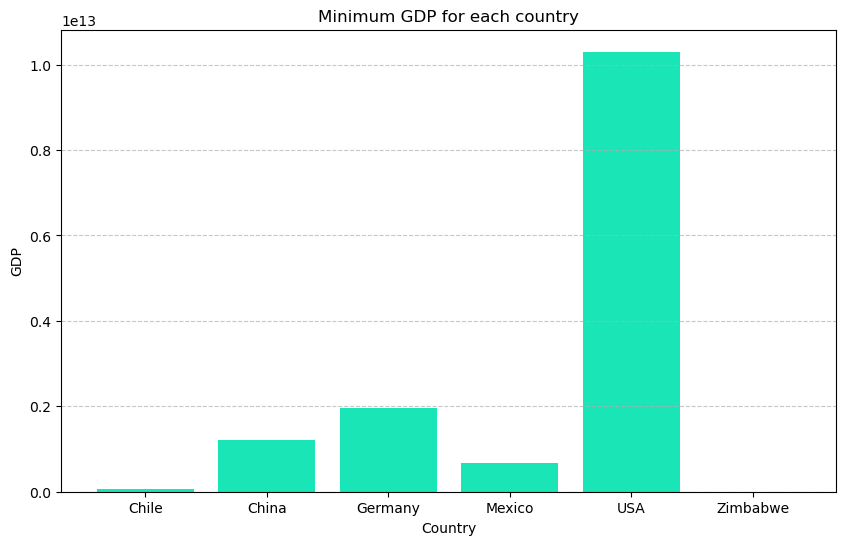 Minimum GDP for each country
1e13
1.0
0.8
0.6
0.4
0.2
0.0
GDP
Chile China Germany Mexico USA Zimbabwe
Country